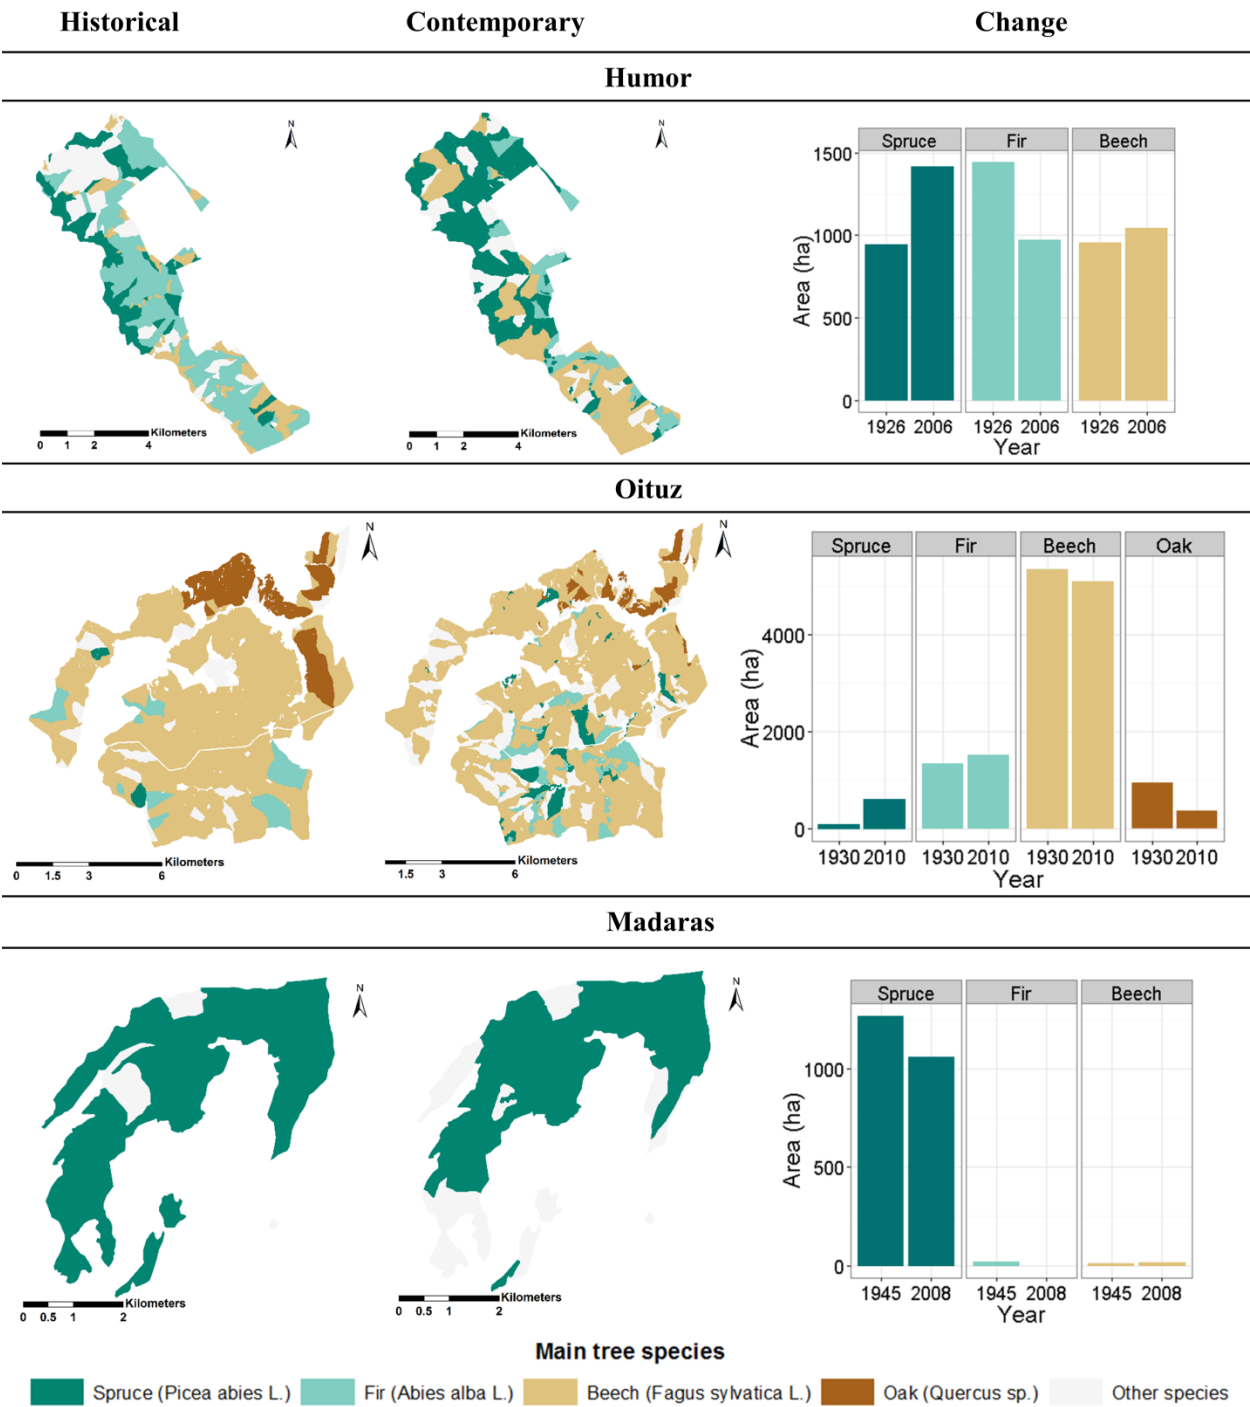 Historical Contemporary Change
Humor
N
N
Kilometers
0 1 2 4
Kilometers
0 1 2 4
Spruce Fir Beech
1500
1000
500
0
Area (ha)
1926 2006 1926 2006 1926 2006
Year
Oituz
N
N
Kilometers
0 1.5 3 6
Kilometers
1.5 3 6
Spruce Fir Beech Oak
4000
2000
0
Area (ha)
1930 2010 1930 2010 1930 2010 1930 2010
Year
Madaras
N
N
Kilometers
0 0.5 1 2
Kilometers
0 0.5 1 2
Spruce Fir Beech
1000
500
0
Area (ha)
1945 2008 1945 2008 1945 2008
Year
Main tree species
Spruce (Picea abies L.) Fir (Abies alba L.) Beech (Fagus sylvatica L.) Oak (Quercus sp.) Other species